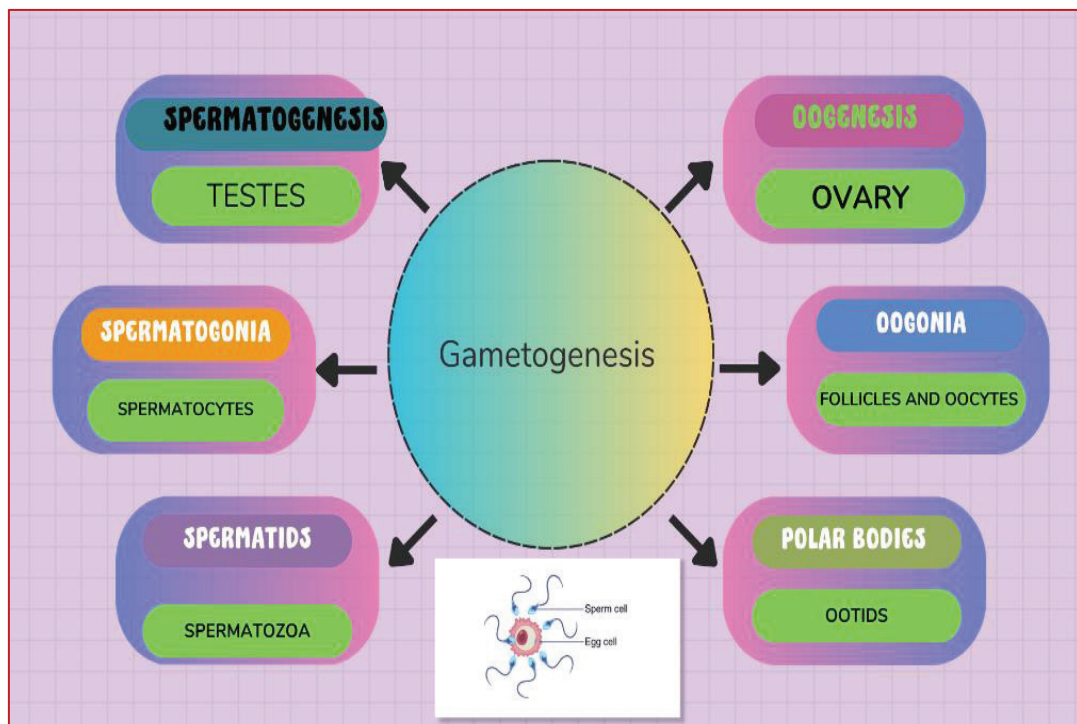 SPERMATOGENESIS
TESTES
OOGENESIS
OVARY
SPERMATOGONIA
SPERMATOCYTES
Gametogenesis
OOGONIA
FOLLICLES AND OOCYTES
SPERMATIDS
SPERMATOZOA
Sperm cell
Egg cell
POLAR BODIES
OOTIDS